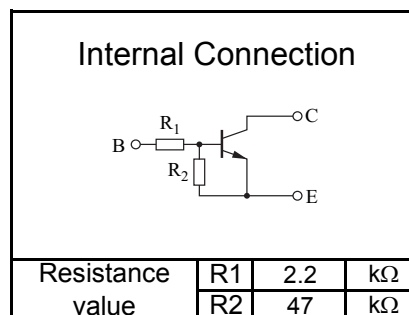 Internal Connection
C
R1
B
R2
E
Resistance value R1 2.2 kΩ
R2 47 kΩ